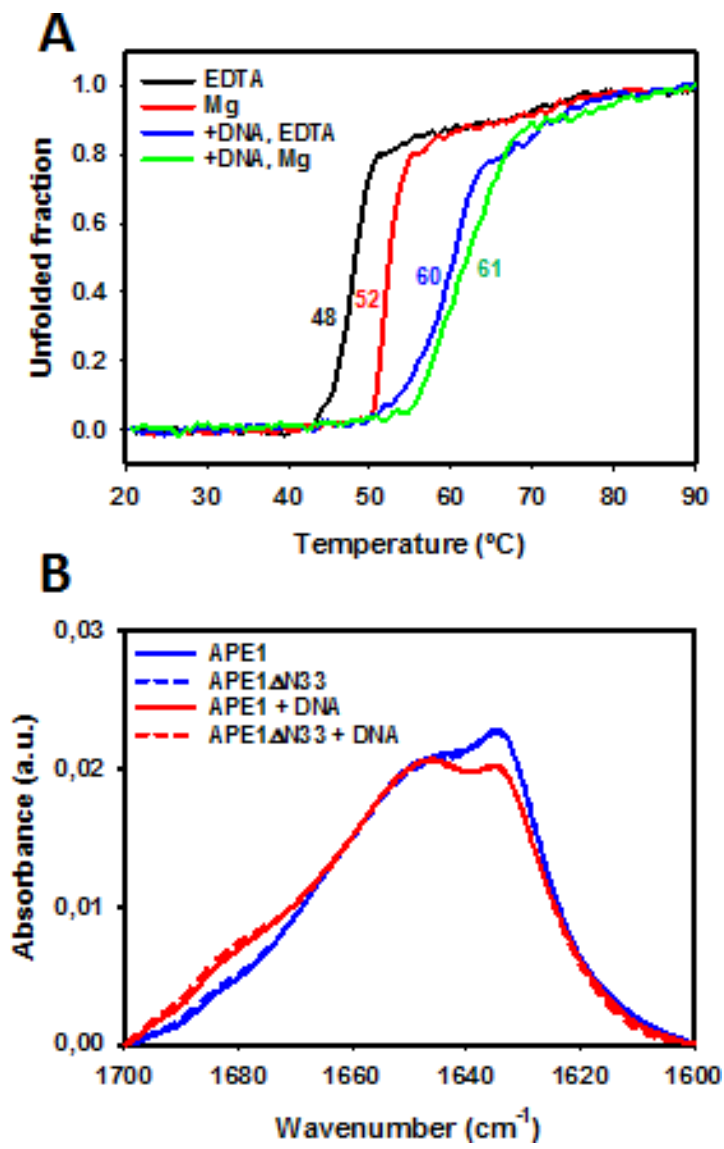 A
EDTA
Mg
+DNA, EDTA
+DNA, Mg
1.0
0.8
0.6
0.4
0.2
0.0
48
52
60
61
Unfolded fraction
20 30 40 50 60 70 80 90
Temperature (ºC)
B
APE1
APE1ΔN33
APE1 + DNA
APE1ΔN33 + DNA
0,03
0,02
0,01
0,00
Absorbance (a.u.)
1700 1680 1660 1640 1620 1600
Wavenumber (cm⁻¹)